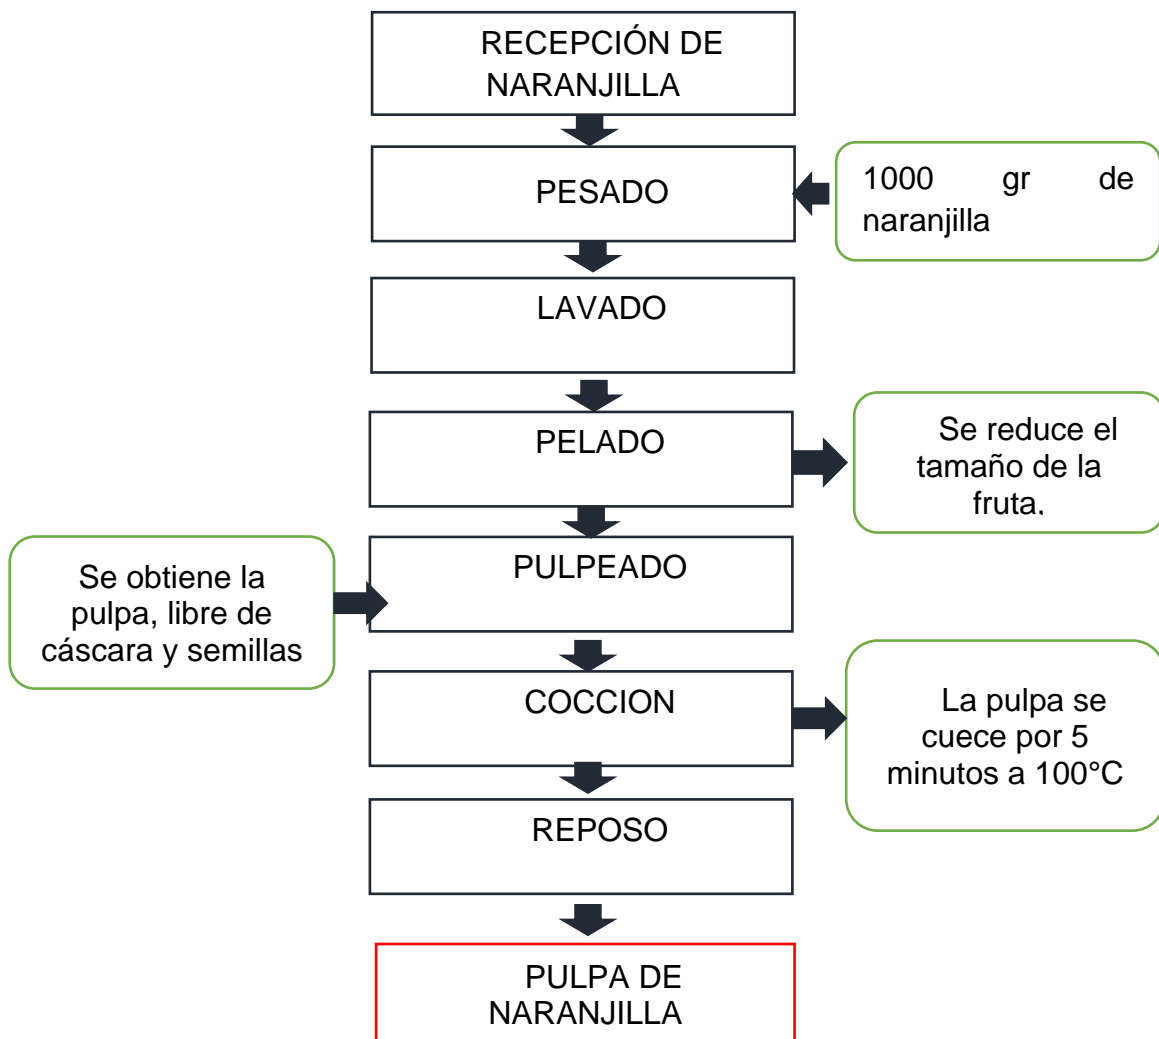 RECEPCIÓN DE
NARANJILLA
PESADO
1000 gr de
naranjilla
LAVADO
PELADO
Se reduce el
tamaño de la
fruta.
PULPEADO
Se obtiene la
pulpa, libre de
cáscara y semillas
COCCION
La pulpa se
cuece por 5
minutos a 100°C
REPOSO
PULPA DE
NARANJILLA